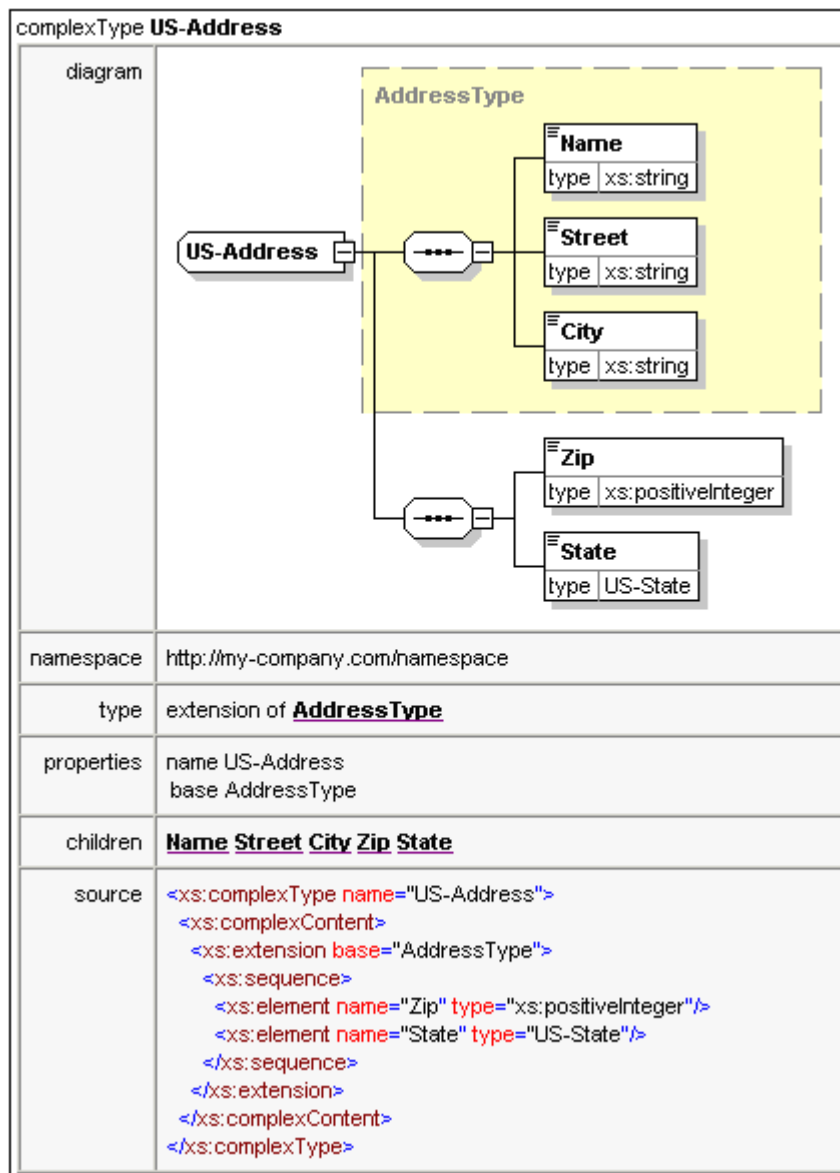 complexType US-Address
diagram
AddressType
Name
type xs:string
US-Address
Street
type xs:string
City
type xs:string
Zip
type xs:positiveInteger
State
type US-State
namespace http://my-company.com/namespace
type extension of AddressType
properties name US-Address
base AddressType
children Name Street City Zip State
source <xs:complexType name="US-Address">
<xs:complexContent>
<xs:extension base="AddressType">
<xs:sequence>
<xs:element name="Zip" type="xs:positiveInteger"/>
<xs:element name="State" type="US-State"/>
</xs:sequence>
</xs:extension>
</xs:complexContent>
</xs:complexType>